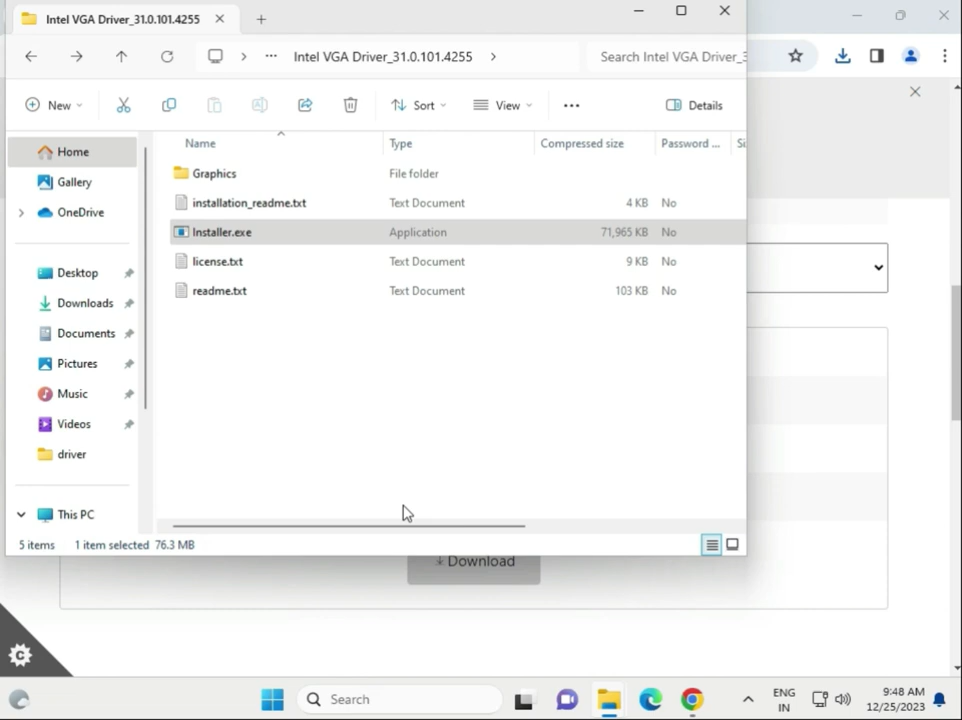 Intel VGA Driver_31.0.101.4255
Intel VGA Driver_31.0.101.4255
Search Intel VGA Driver_3
New
Sort
View
Details
Name
Type
Compressed size
Password ...
Si
Home
Gallery
OneDrive
Desktop
Downloads
Documents
Pictures
Music
Videos
driver
This PC
Graphics
File folder
installation_readme.txt
Text Document
4 KB
No
Installer.exe
Application
71,965 KB
No
license.txt
Text Document
9 KB
No
readme.txt
Text Document
103 KB
No
5 items
1 item selected 76.3 MB
Download
Search
ENG
IN
9:48 AM
12/25/2023